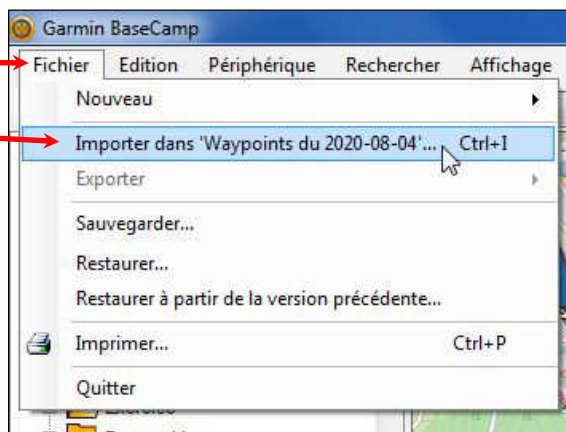 Garmin BaseCamp
Fichier Edition Périphérique Rechercher Affichage
Nouveau
Importer dans 'Waypoints du 2020-08-04'... Ctrl+I
Exporter
Sauvegarder...
Restaurer...
Restaurer à partir de la version précédente...
Imprimer... Ctrl+P
Quitter